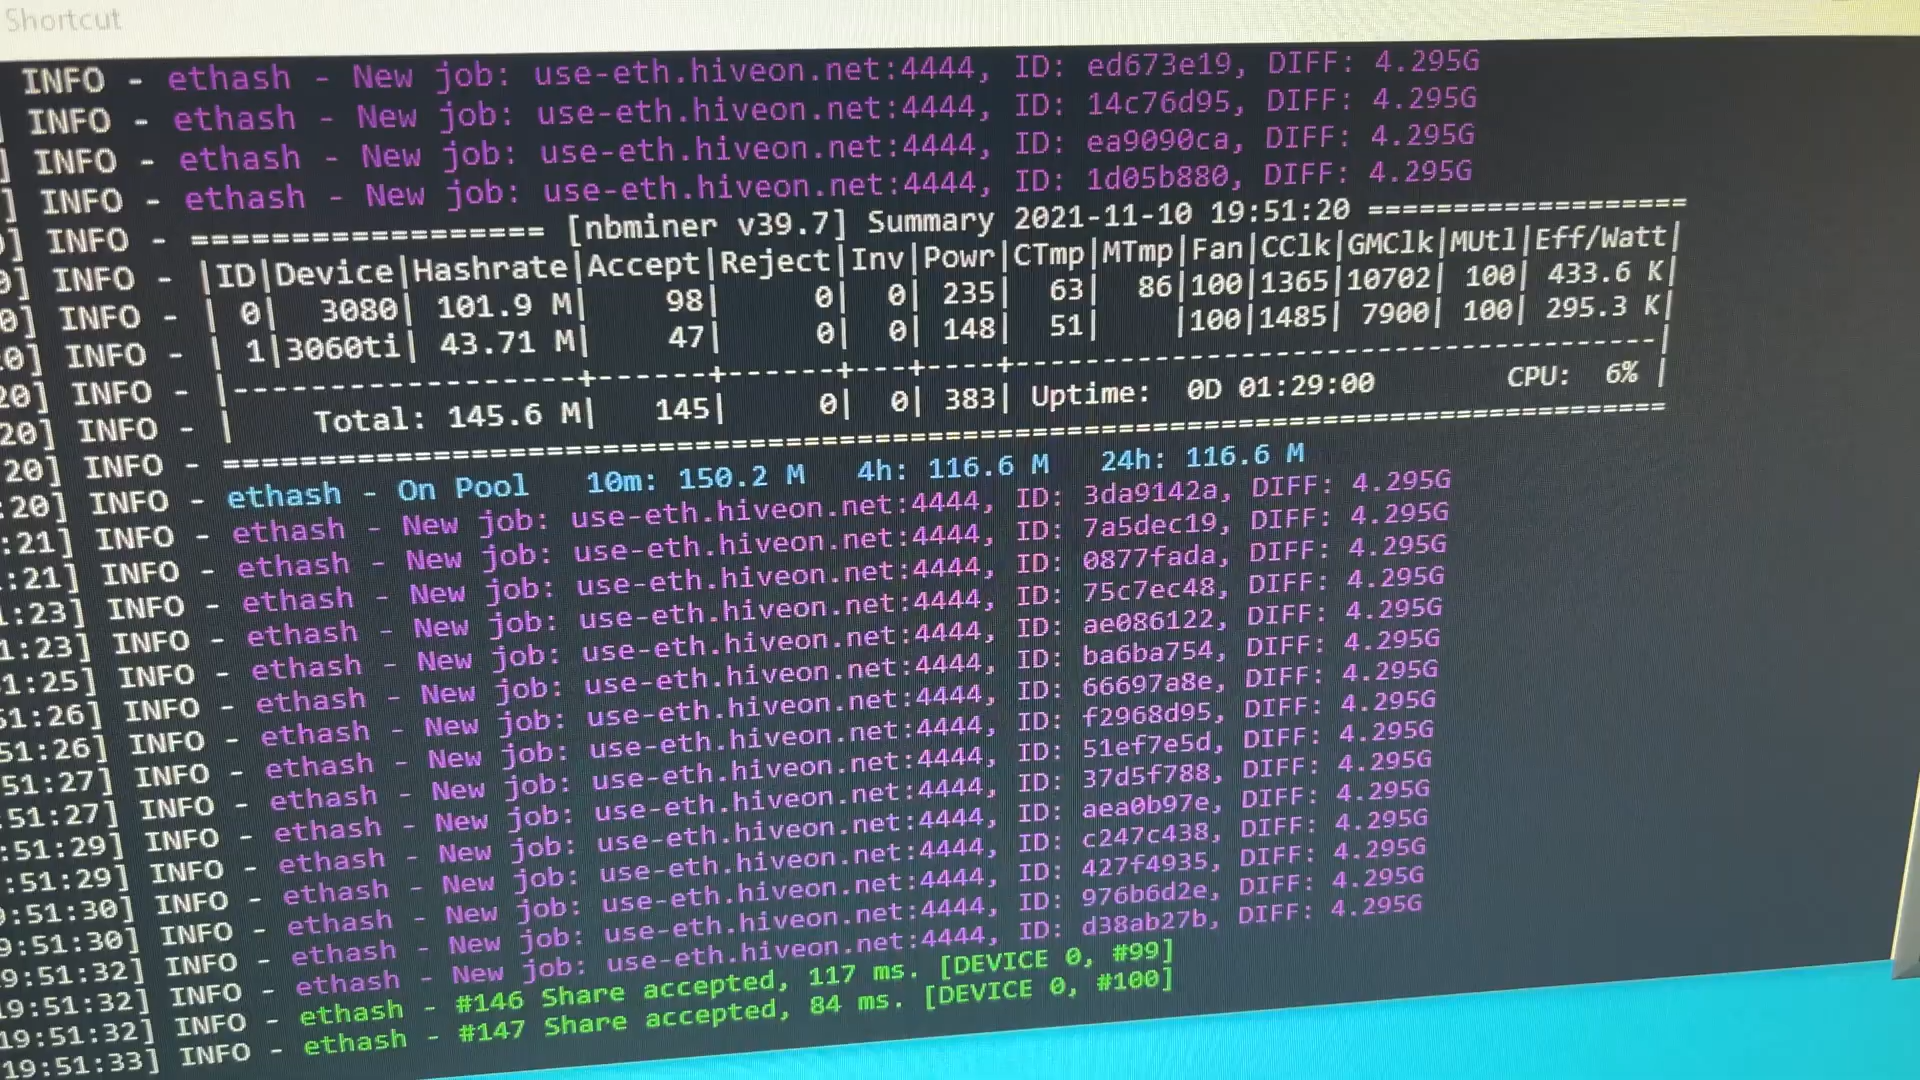 Shortcut
INFO - ethash - New job: use-eth.hiveon.net:4444, ID: ed673e19, DIFF: 4.295G
] INFO - ethash - New job: use-eth.hiveon.net:4444, ID: 14c76d95, DIFF: 4.295G
] INFO - ethash - New job: use-eth.hiveon.net:4444, ID: ea9090ca, DIFF: 4.295G
] INFO - ethash - New job: use-eth.hiveon.net:4444, ID: 1d05b880, DIFF: 4.295G
0] INFO - ================== [nbminer v39.7] Summary 2021-11-10 19:51:20 ==================
0] INFO - |ID|Device|Hashrate|Accept|Reject|Inv|Powr|CTmp|MTmp|Fan|CClk|GMClk|MUtl|Eff/Watt|
0] INFO - | 0| 3080| 101.9 M| 98| 0| 0| 235| 63| 86|100|1365|10702| 100| 433.6 K|
20] INFO - | 1|3060ti| 43.71 M| 47| 0| 0| 148| 51| |100|1485| 7900| 100| 295.3 K|
20] INFO - |------------------+------+------+---+----+----------------------------------------|
20] INFO - | Total: 145.6 M| 145| 0| 0| 383| Uptime: 0D 01:29:00 CPU: 6% |
20] INFO - ====================================================================
:20] INFO - ethash - On Pool 10m: 150.2 M 4h: 116.6 M 24h: 116.6 M
:21] INFO - ethash - New job: use-eth.hiveon.net:4444, ID: 3da9142a, DIFF: 4.295G
:21] INFO - ethash - New job: use-eth.hiveon.net:4444, ID: 7a5dec19, DIFF: 4.295G
1:23] INFO - ethash - New job: use-eth.hiveon.net:4444, ID: 0877fada, DIFF: 4.295G
1:23] INFO - ethash - New job: use-eth.hiveon.net:4444, ID: 75c7ec48, DIFF: 4.295G
51:25] INFO - ethash - New job: use-eth.hiveon.net:4444, ID: ae086122, DIFF: 4.295G
51:26] INFO - ethash - New job: use-eth.hiveon.net:4444, ID: ba6ba754, DIFF: 4.295G
51:26] INFO - ethash - New job: use-eth.hiveon.net:4444, ID: 66697a8e, DIFF: 4.295G
:51:27] INFO - ethash - New job: use-eth.hiveon.net:4444, ID: f2968d95, DIFF: 4.295G
:51:27] INFO - ethash - New job: use-eth.hiveon.net:4444, ID: 51ef7e5d, DIFF: 4.295G
:51:29] INFO - ethash - New job: use-eth.hiveon.net:4444, ID: 37d5f788, DIFF: 4.295G
:51:29] INFO - ethash - New job: use-eth.hiveon.net:4444, ID: aea0b97e, DIFF: 4.295G
9:51:30] INFO - ethash - New job: use-eth.hiveon.net:4444, ID: c247c438, DIFF: 4.295G
9:51:30] INFO - ethash - New job: use-eth.hiveon.net:4444, ID: 427f4935, DIFF: 4.295G
19:51:32] INFO - ethash - New job: use-eth.hiveon.net:4444, ID: 976b6d2e, DIFF: 4.295G
19:51:32] INFO - ethash - New job: use-eth.hiveon.net:4444, ID: d38ab27b, DIFF: 4.295G
19:51:32] INFO - ethash - #146 Share accepted, 117 ms. [DEVICE 0, #99]
19:51:33] INFO - ethash - #147 Share accepted, 84 ms. [DEVICE 0, #100]